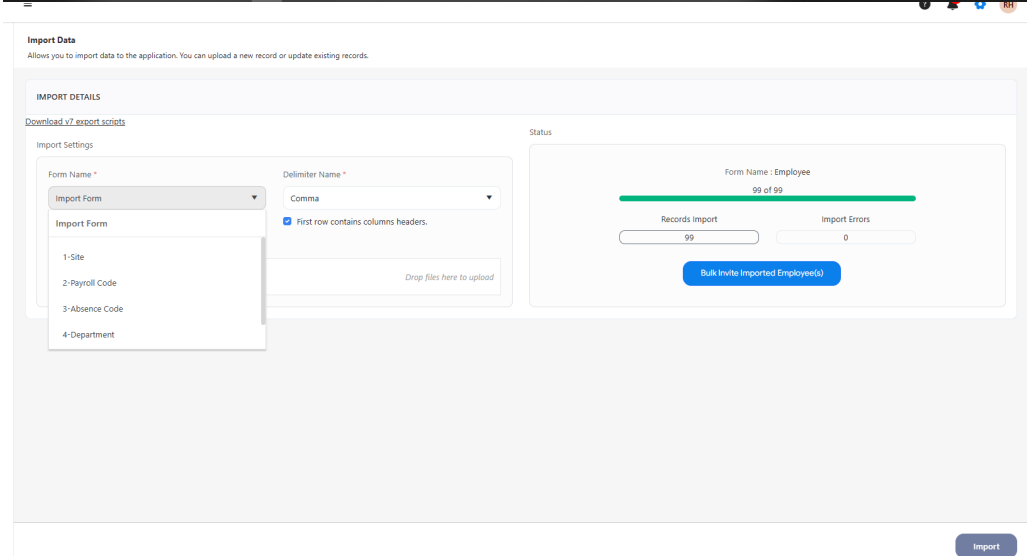 RH
Import Data
Allows you to import data to the application. You can upload a new record or update existing records.
IMPORT DETAILS
Download v7 export scripts
Import Settings
Form Name *
Import Form
Import Form
1-Site
2-Payroll Code
3-Absence Code
4-Department
Delimiter Name *
Comma
First row contains columns headers.
Drop files here to upload
Status
Form Name : Employee
99 of 99
Records Import
Import Errors
99
0
Bulk Invite Imported Employee(s)
Import